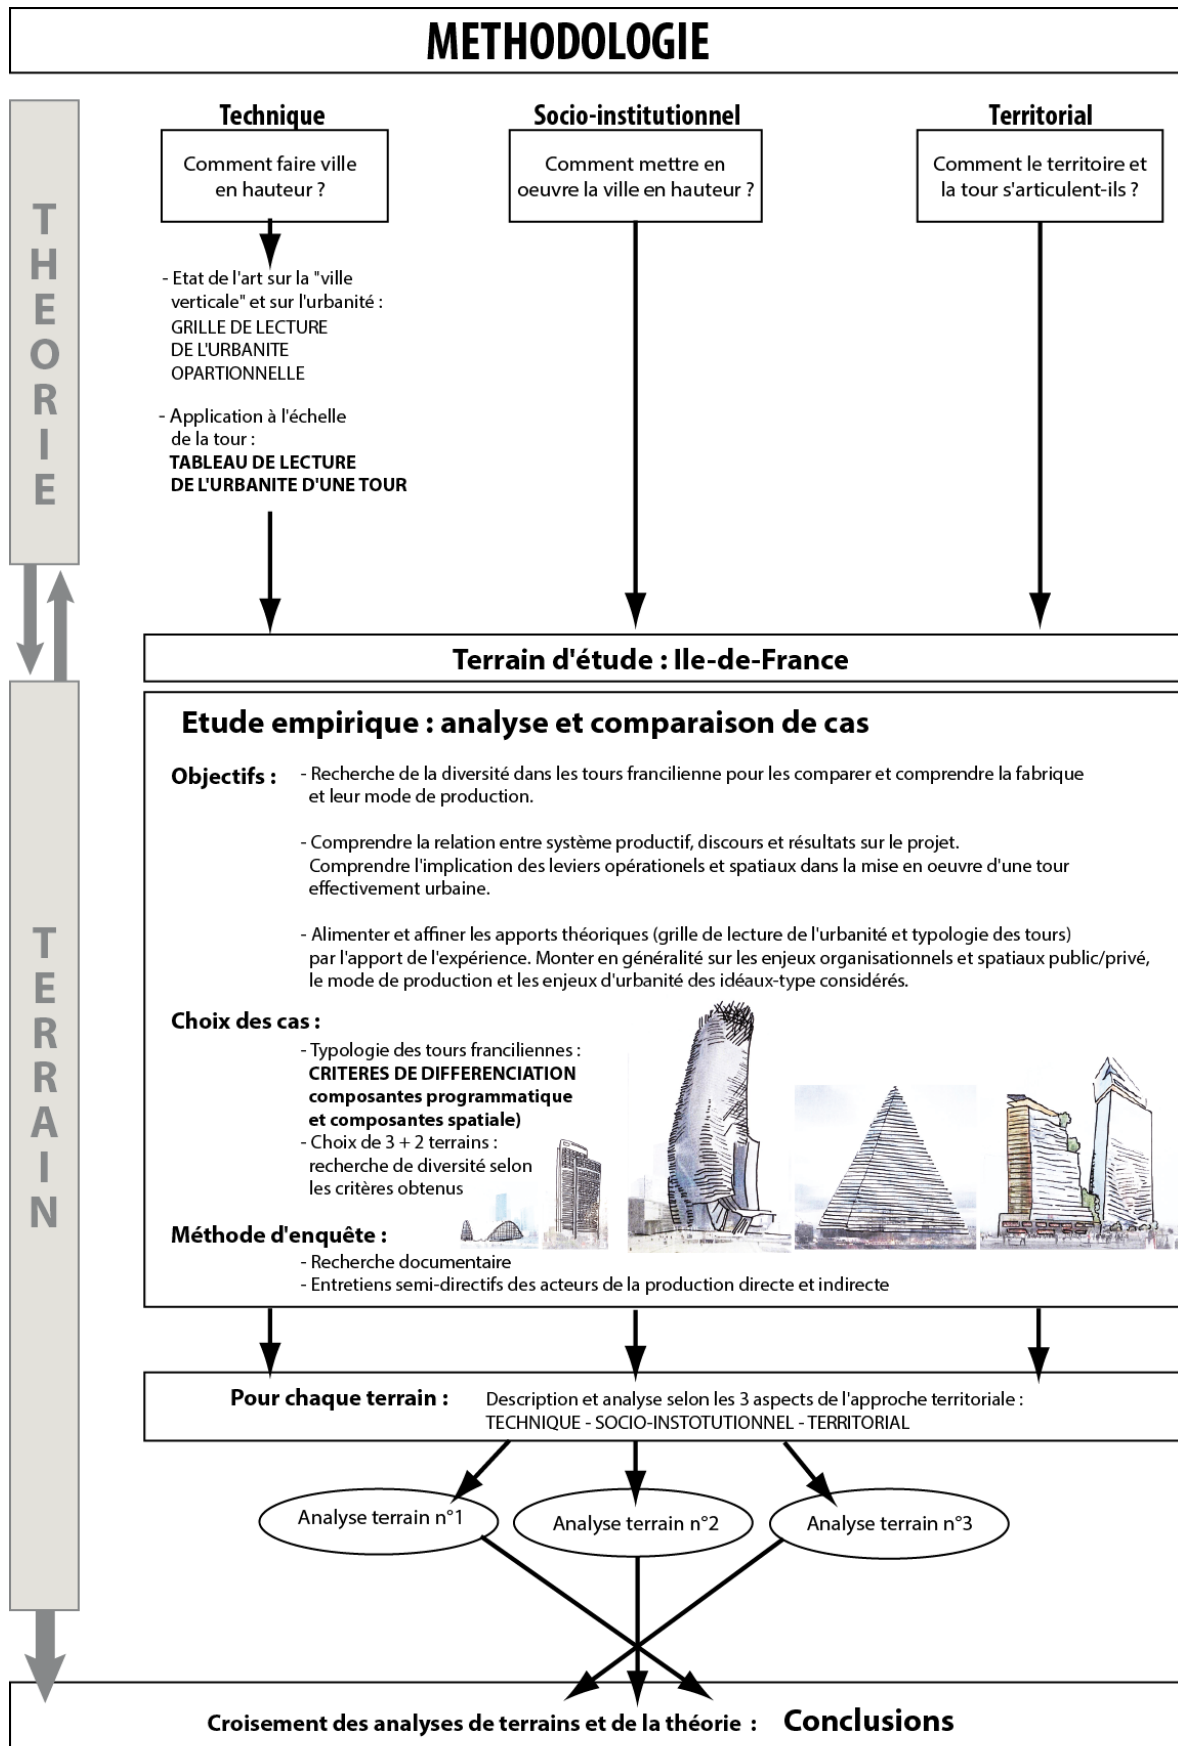 METHODOLOGIE
THEORIE
Technique
Comment faire ville
en hauteur ?
- Etat de l'art sur la "ville
verticale" et sur l'urbanité :
GRILLE DE LECTURE
DE L'URBANITE
OPARTIONNELLE
- Application à l'échelle
de la tour :
TABLEAU DE LECTURE
DE L'URBANITE D'UNE TOUR
Socio-institutionnel
Comment mettre en
oeuvre la ville en hauteur ?
Territorial
Comment le territoire et
la tour s'articulent-ils ?
TERRAIN
Terrain d'étude : Ile-de-France
Etude empirique : analyse et comparaison de cas
Objectifs :
- Recherche de la diversité dans les tours francilienne pour les comparer et comprendre la fabrique
et leur mode de production.
- Comprendre la relation entre système productif, discours et résultats sur le projet.
Comprendre l'implication des leviers opérationels et spatiaux dans la mise en oeuvre d'une tour
effectivement urbaine.
- Alimenter et affiner les apports théoriques (grille de lecture de l'urbanité et typologie des tours)
par l'apport de l'expérience. Monter en généralité sur les enjeux organisationnels et spatiaux public/privé,
le mode de production et les enjeux d'urbanité des idéaux-type considérés.
Choix des cas :
- Typologie des tours franciliennes :
CRITERES DE DIFFERENCIATION
composantes programmatique
et composantes spatiale)
- Choix de 3 + 2 terrains :
recherche de diversité selon
les critères obtenus
Méthode d'enquête :
- Recherche documentaire
- Entretiens semi-directifs des acteurs de la production directe et indirecte
Pour chaque terrain :
Description et analyse selon les 3 aspects de l'approche territoriale :
TECHNIQUE - SOCIO-INSTOTUTIONNEL - TERRITORIAL
Analyse terrain n°1
Analyse terrain n°2
Analyse terrain n°3
Croisement des analyses de terrains et de la théorie : Conclusions